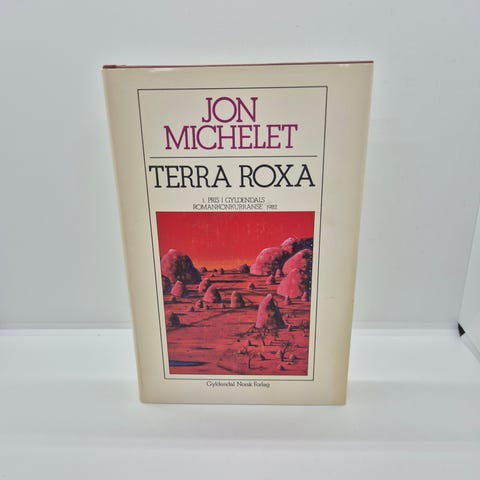 JON
MICHELET
TERRA ROXA
1. PRIS I GYLDENDALS
ROMANKONKURRANSE 1982
Gyldendal Norsk Forlag